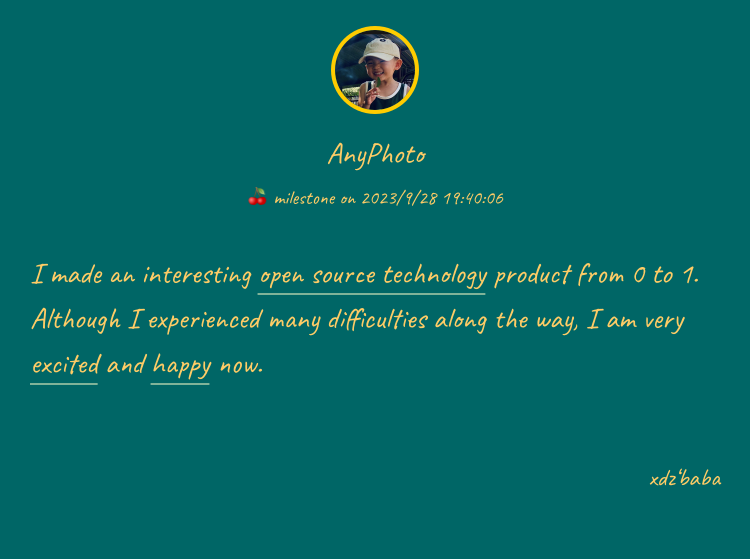 AnyPhoto
🍒 milestone on 2023/9/28 19:40:06
I made an interesting open source technology product from 0 to 1.
Although I experienced many difficulties along the way, I am very
excited and happy now.
xdz'baba